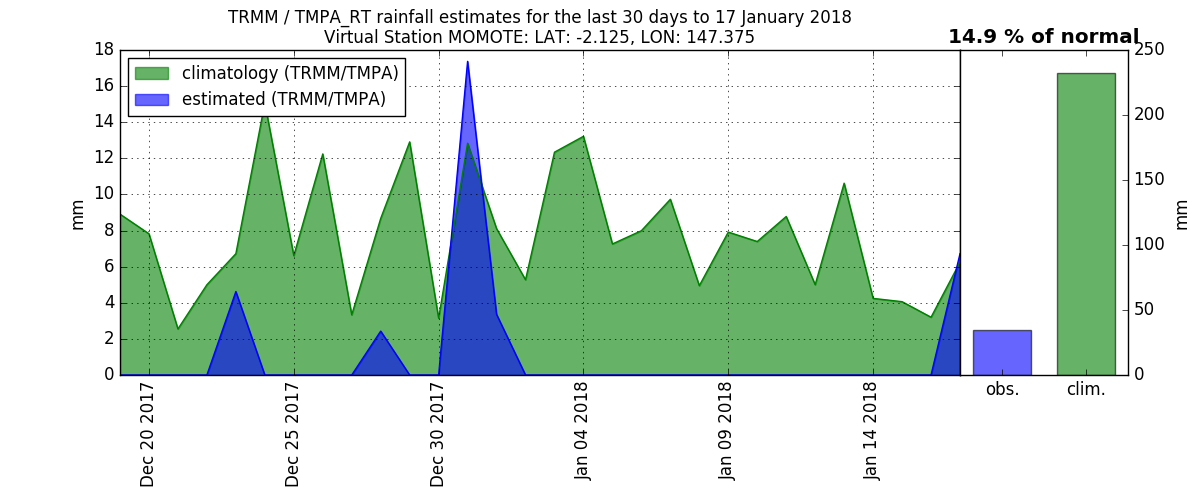 TRMM / TMPA_RT rainfall estimates for the last 30 days to 17 January 2018
Virtual Station MOMOTE: LAT: -2.125, LON: 147.375
14.9 % of normal
climatology (TRMM/TMPA)
estimated (TRMM/TMPA)
18
16
14
12
10
8
6
4
2
0
mm
Dec 20 2017
Dec 25 2017
Dec 30 2017
Jan 04 2018
Jan 09 2018
Jan 14 2018
obs.
clim.
250
200
150
100
50
0
mm